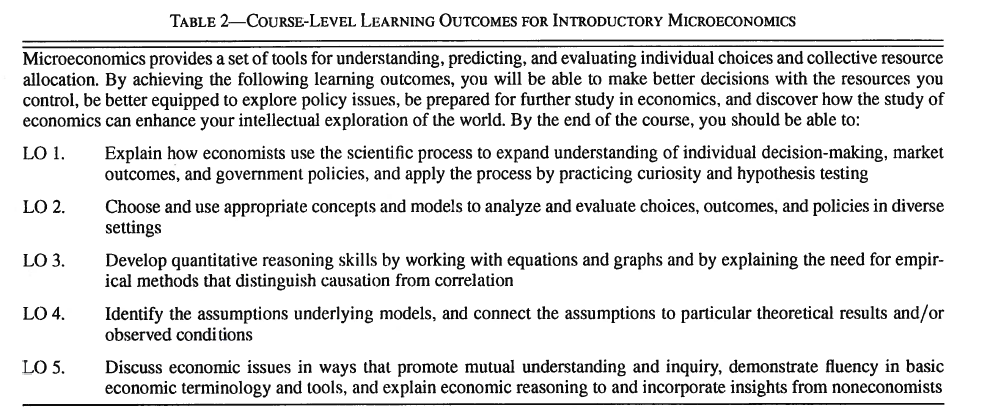 TABLE 2—COURSE-LEVEL LEARNING OUTCOMES FOR INTRODUCTORY MICROECONOMICS
Microeconomics provides a set of tools for understanding, predicting, and evaluating individual choices and collective resource
allocation. By achieving the following learning outcomes, you will be able to make better decisions with the resources you
control, be better equipped to explore policy issues, be prepared for further study in economics, and discover how the study of
economics can enhance your intellectual exploration of the world. By the end of the course, you should be able to:
LO 1. Explain how economists use the scientific process to expand understanding of individual decision-making, market
outcomes, and government policies, and apply the process by practicing curiosity and hypothesis testing
LO 2. Choose and use appropriate concepts and models to analyze and evaluate choices, outcomes, and policies in diverse
settings
LO 3. Develop quantitative reasoning skills by working with equations and graphs and by explaining the need for empir-
ical methods that distinguish causation from correlation
LO 4. Identify the assumptions underlying models, and connect the assumptions to particular theoretical results and/or
observed conditions
LO 5. Discuss economic issues in ways that promote mutual understanding and inquiry, demonstrate fluency in basic
economic terminology and tools, and explain economic reasoning to and incorporate insights from noneconomists